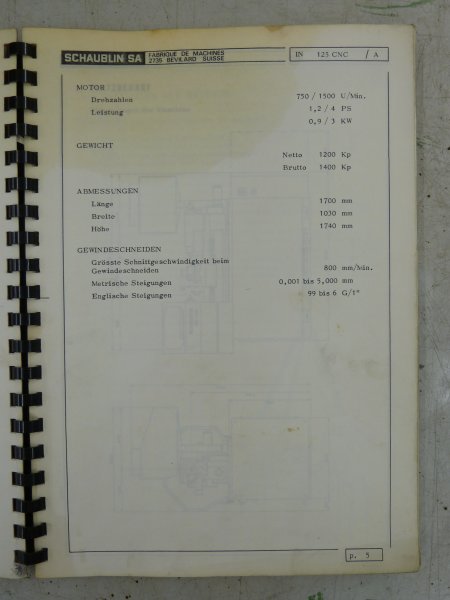 SCHAUBLIN SA FABRIQUE DE MACHINES
2735 BEVILARD SUISSE
IN 125 CNC / A
MOTOR
Drehzahlen 750 / 1500 U/Min.
Leistung 1,2 / 4 PS
0,9 / 3 KW
GEWICHT
Netto 1200 Kp
Brutto 1400 Kp
ABMESSUNGEN
Länge 1700 mm
Breite 1030 mm
Höhe 1740 mm
GEWINDESCHNEIDEN
Grösste Schnittgeschwindigkeit beim
Gewindeschneiden 800 mm/Min.
Metrische Steigungen 0,001 bis 5,000 mm
Englische Steigungen 99 bis 6 G/1"
p. 5